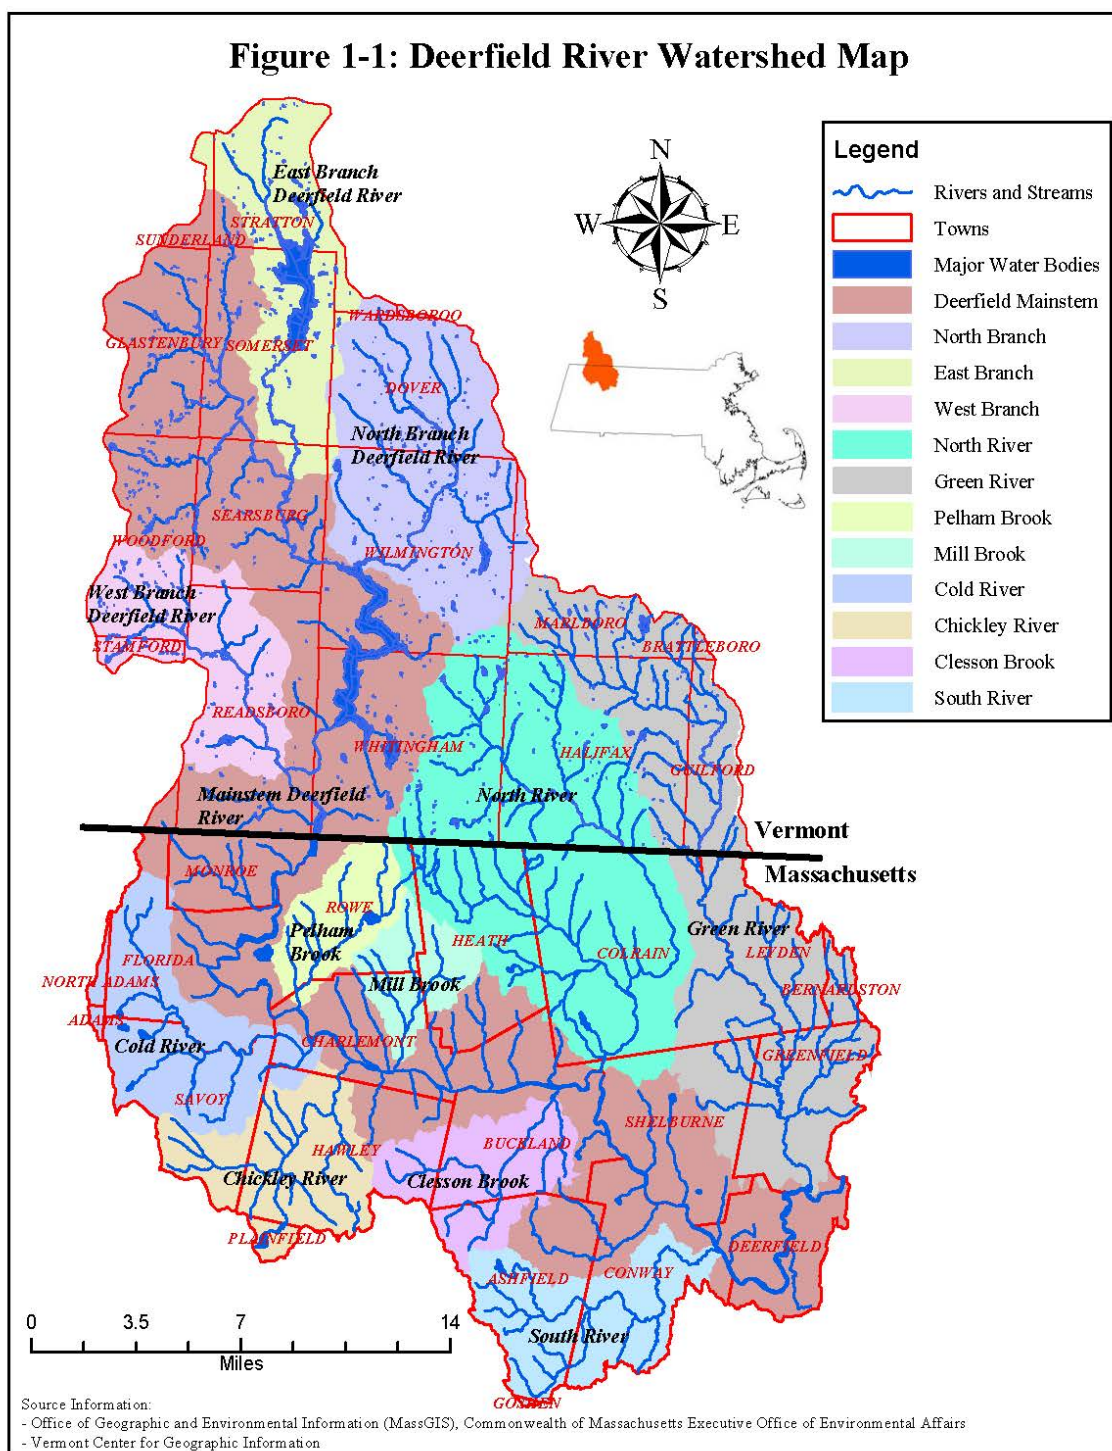 Figure 1-1: Deerfield River Watershed Map
N
W
E
S
Legend
Rivers and Streams
Towns
Major Water Bodies
Deerfield Mainstem
North Branch
East Branch
West Branch
North River
Green River
Pelham Brook
Mill Brook
Cold River
Chickley River
Clesson Brook
South River
East Branch
Deerfield River
STRATTON
SUNDERLAND
WARDSBOROO
GLASTENBURY
SOMERSET
DOVER
North Branch
Deerfield River
SEARSBURG
WOODFORD
WILMINGTON
West Branch
Deerfield River
MARLBORO
BRATTLEBORO
STAMFORD
READSBORO
WHITINGHAM
HALIFAX
GUILFORD
Mainstem Deerfield
River
North River
Vermont
Massachusetts
MONROE
ROWE
Pelham
Brook
HEATH
COLRAIN
Green River
LEYDEN
FLORIDA
NORTH ADAMS
Mill Brook
BERNARDSTON
ADAMS
Cold River
CHARLEMONT
GREENFIELD
SAVOY
SHELBURNE
HAWLEY
BUCKLAND
Chickley River
Clesson Brook
PLAINFIELD
DEERFIELD
ASHFIELD
CONWAY
South River
GOSHEN
0 3.5 7 14
Miles
Source Information:
- Office of Geographic and Environmental Information (MassGIS), Commonwealth of Massachusetts Executive Office of Environmental Affairs
- Vermont Center for Geographic Information